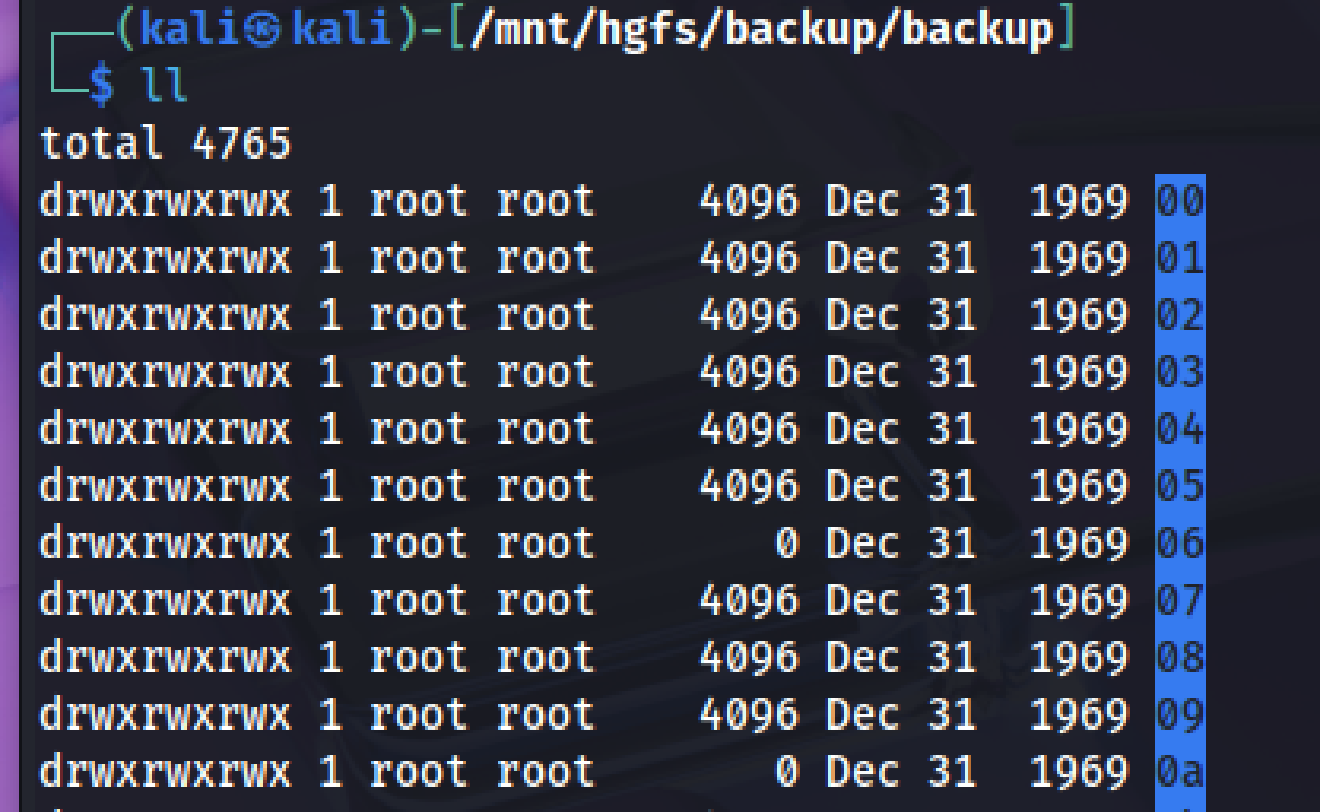 (kali㉿kali)-[/mnt/hgfs/backup/backup]
$ ll
total 4765
drwxrwxrwx 1 root root    4096 Dec 31  1969 00
drwxrwxrwx 1 root root    4096 Dec 31  1969 01
drwxrwxrwx 1 root root    4096 Dec 31  1969 02
drwxrwxrwx 1 root root    4096 Dec 31  1969 03
drwxrwxrwx 1 root root    4096 Dec 31  1969 04
drwxrwxrwx 1 root root    4096 Dec 31  1969 05
drwxrwxrwx 1 root root       0 Dec 31  1969 06
drwxrwxrwx 1 root root    4096 Dec 31  1969 07
drwxrwxrwx 1 root root    4096 Dec 31  1969 08
drwxrwxrwx 1 root root    4096 Dec 31  1969 09
drwxrwxrwx 1 root root       0 Dec 31  1969 0a